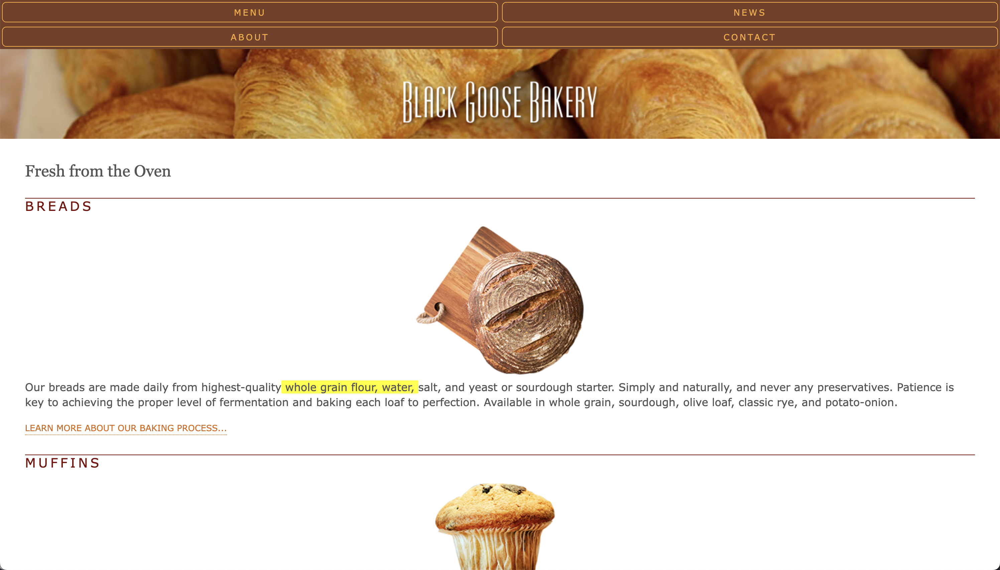 MENU
NEWS
ABOUT
CONTACT
Black Goose Bakery
Fresh from the Oven
BREADS
Our breads are made daily from highest-quality whole grain flour, water, salt, and yeast or sourdough starter. Simply and naturally, and never any preservatives. Patience is
key to achieving the proper level of fermentation and baking each loaf to perfection. Available in whole grain, sourdough, olive loaf, classic rye, and potato-onion.
LEARN MORE ABOUT OUR BAKING PROCESS...
MUFFINS